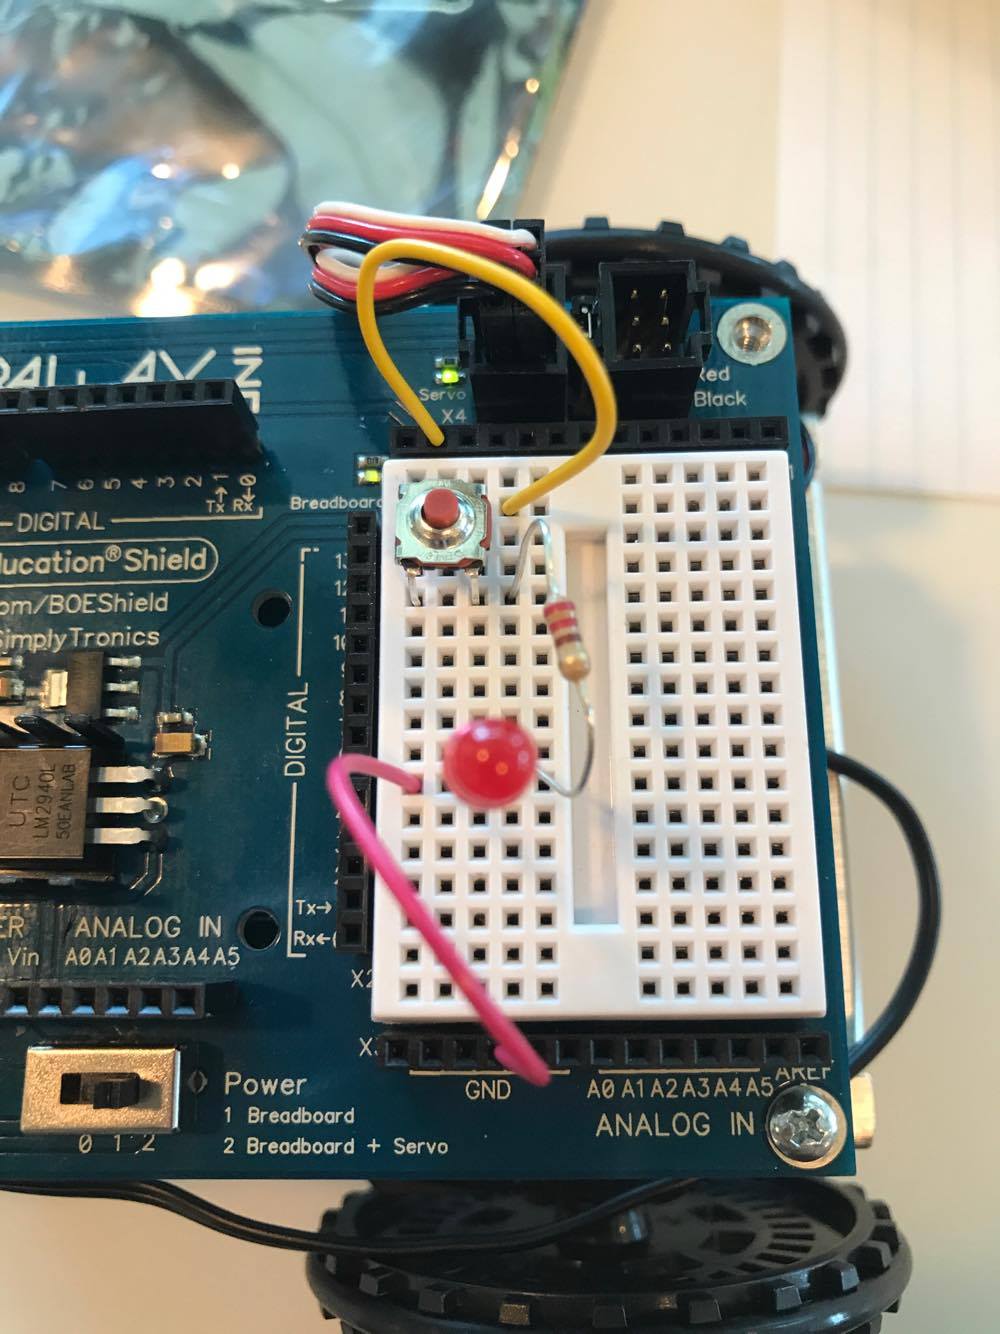 Servo
X4
Red
Black
8 7 6 5 4 3 2 1 0
Tx Rx
DIGITAL
Breadboard
ducation® Shield
om/BOEShield
SimplyTronics
13
12
10
DIGITAL
UTC
LM2940L
50EANLAB
Tx→
Rx←
ER
ANALOG IN
Vin A0 A1 A2 A3 A4 A5
X2
X3
GND
A0 A1 A2 A3 A4 A5 AREF
ANALOG IN
Power
1 Breadboard
2 Breadboard + Servo
0 1 2